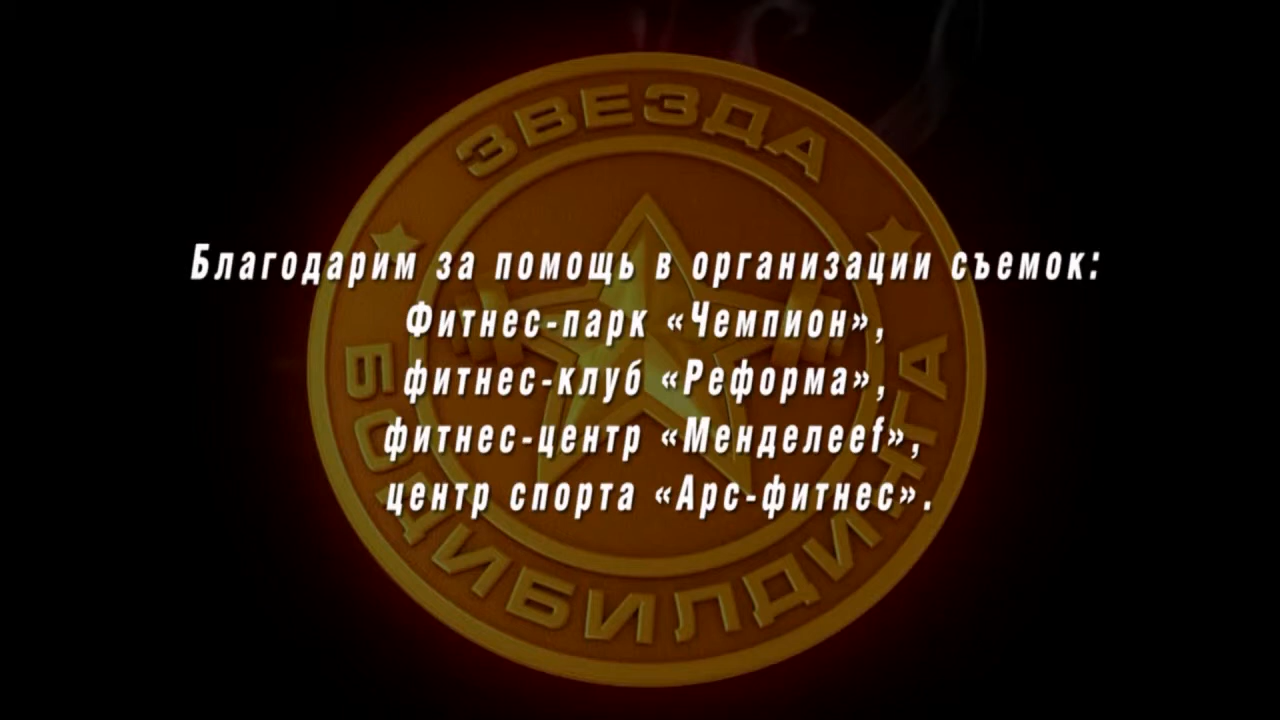 ЗВЕЗДА
Благодарим за помощь в организации съемок:
Фитнес-парк «Чемпион»,
фитнес-клуб «Реформа»,
фитнес-центр «Менделееf»,
центр спорта «Арс-фитнес».
БОДИБИЛДИНГА